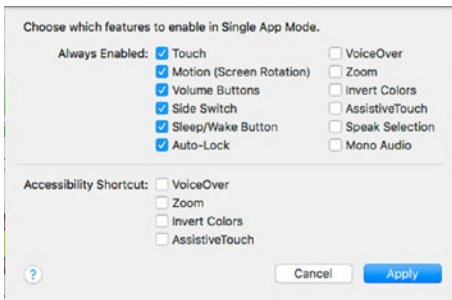 Choose which features to enable in Single App Mode.
Always Enabled: Touch VoiceOver
Motion (Screen Rotation) Zoom
Volume Buttons Invert Colors
Side Switch AssistiveTouch
Sleep/Wake Button Speak Selection
Auto-Lock Mono Audio
Accessibility Shortcut: VoiceOver
Zoom
Invert Colors
AssistiveTouch
? Cancel Apply